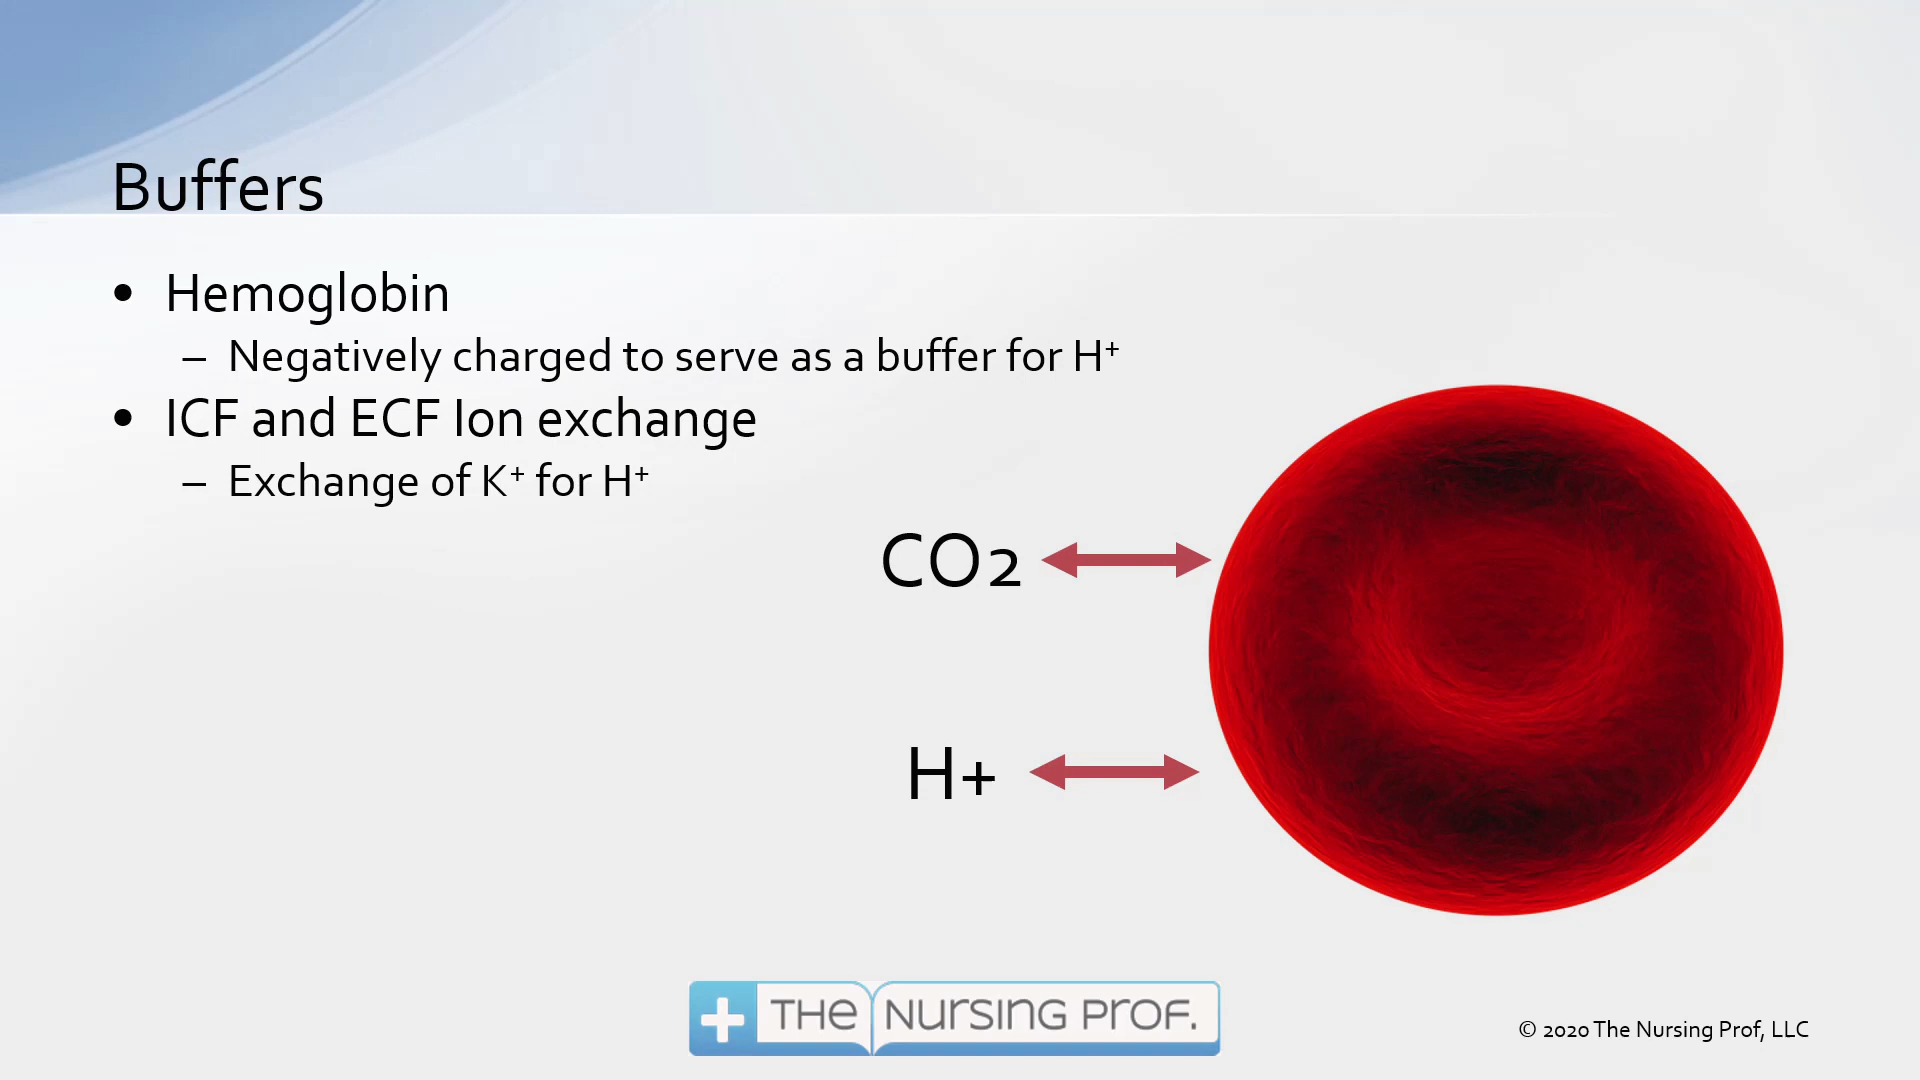 Buffers
• Hemoglobin
– Negatively charged to serve as a buffer for H⁺
• ICF and ECF Ion exchange
– Exchange of K⁺ for H⁺
CO2
H+
THE NURSING PROF.
© 2020 The Nursing Prof, LLC